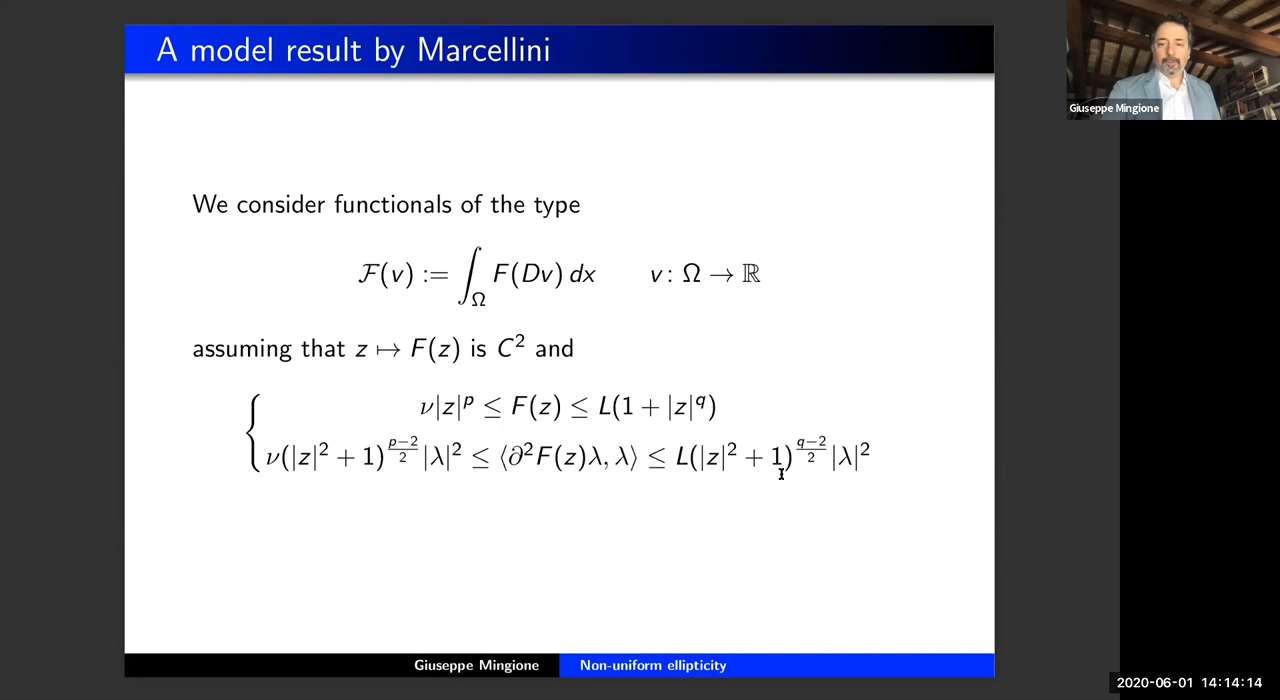 A model result by Marcellini
Giuseppe Mingione
We consider functionals of the type
ℱ(v) := ∫_Ω F(Dv) dx v: Ω → ℝ
assuming that z ↦ F(z) is C² and
{ ν|z|^p ≤ F(z) ≤ L(1 + |z|^q)
ν(|z|² + 1)^{\frac{p−2}{2}}|λ|² ≤ ⟨∂²F(z)λ, λ⟩ ≤ L(|z|² + 1)^{\frac{q−2}{2}}|λ|²
Giuseppe Mingione Non-uniform ellipticity
2020-06-01 14:14:14